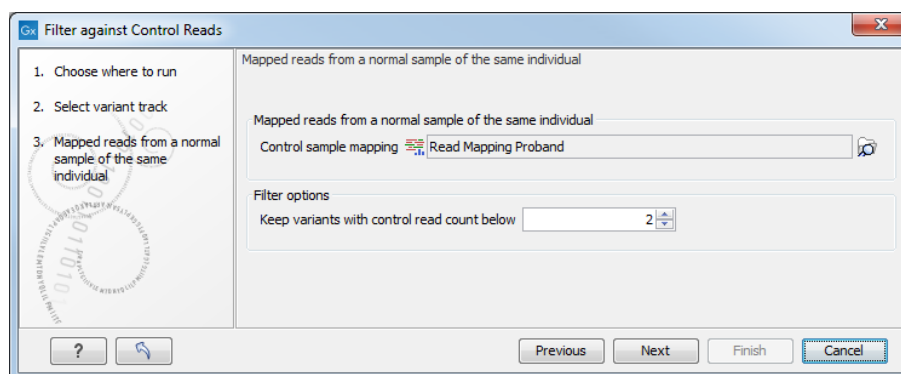 Gx Filter against Control Reads
1. Choose where to run
2. Select variant track
3. Mapped reads from a normal
sample of the same
individual
Mapped reads from a normal sample of the same individual
Mapped reads from a normal sample of the same individual
Control sample mapping Read Mapping Proband
Filter options
Keep variants with control read count below 2
? Previous Next Finish Cancel